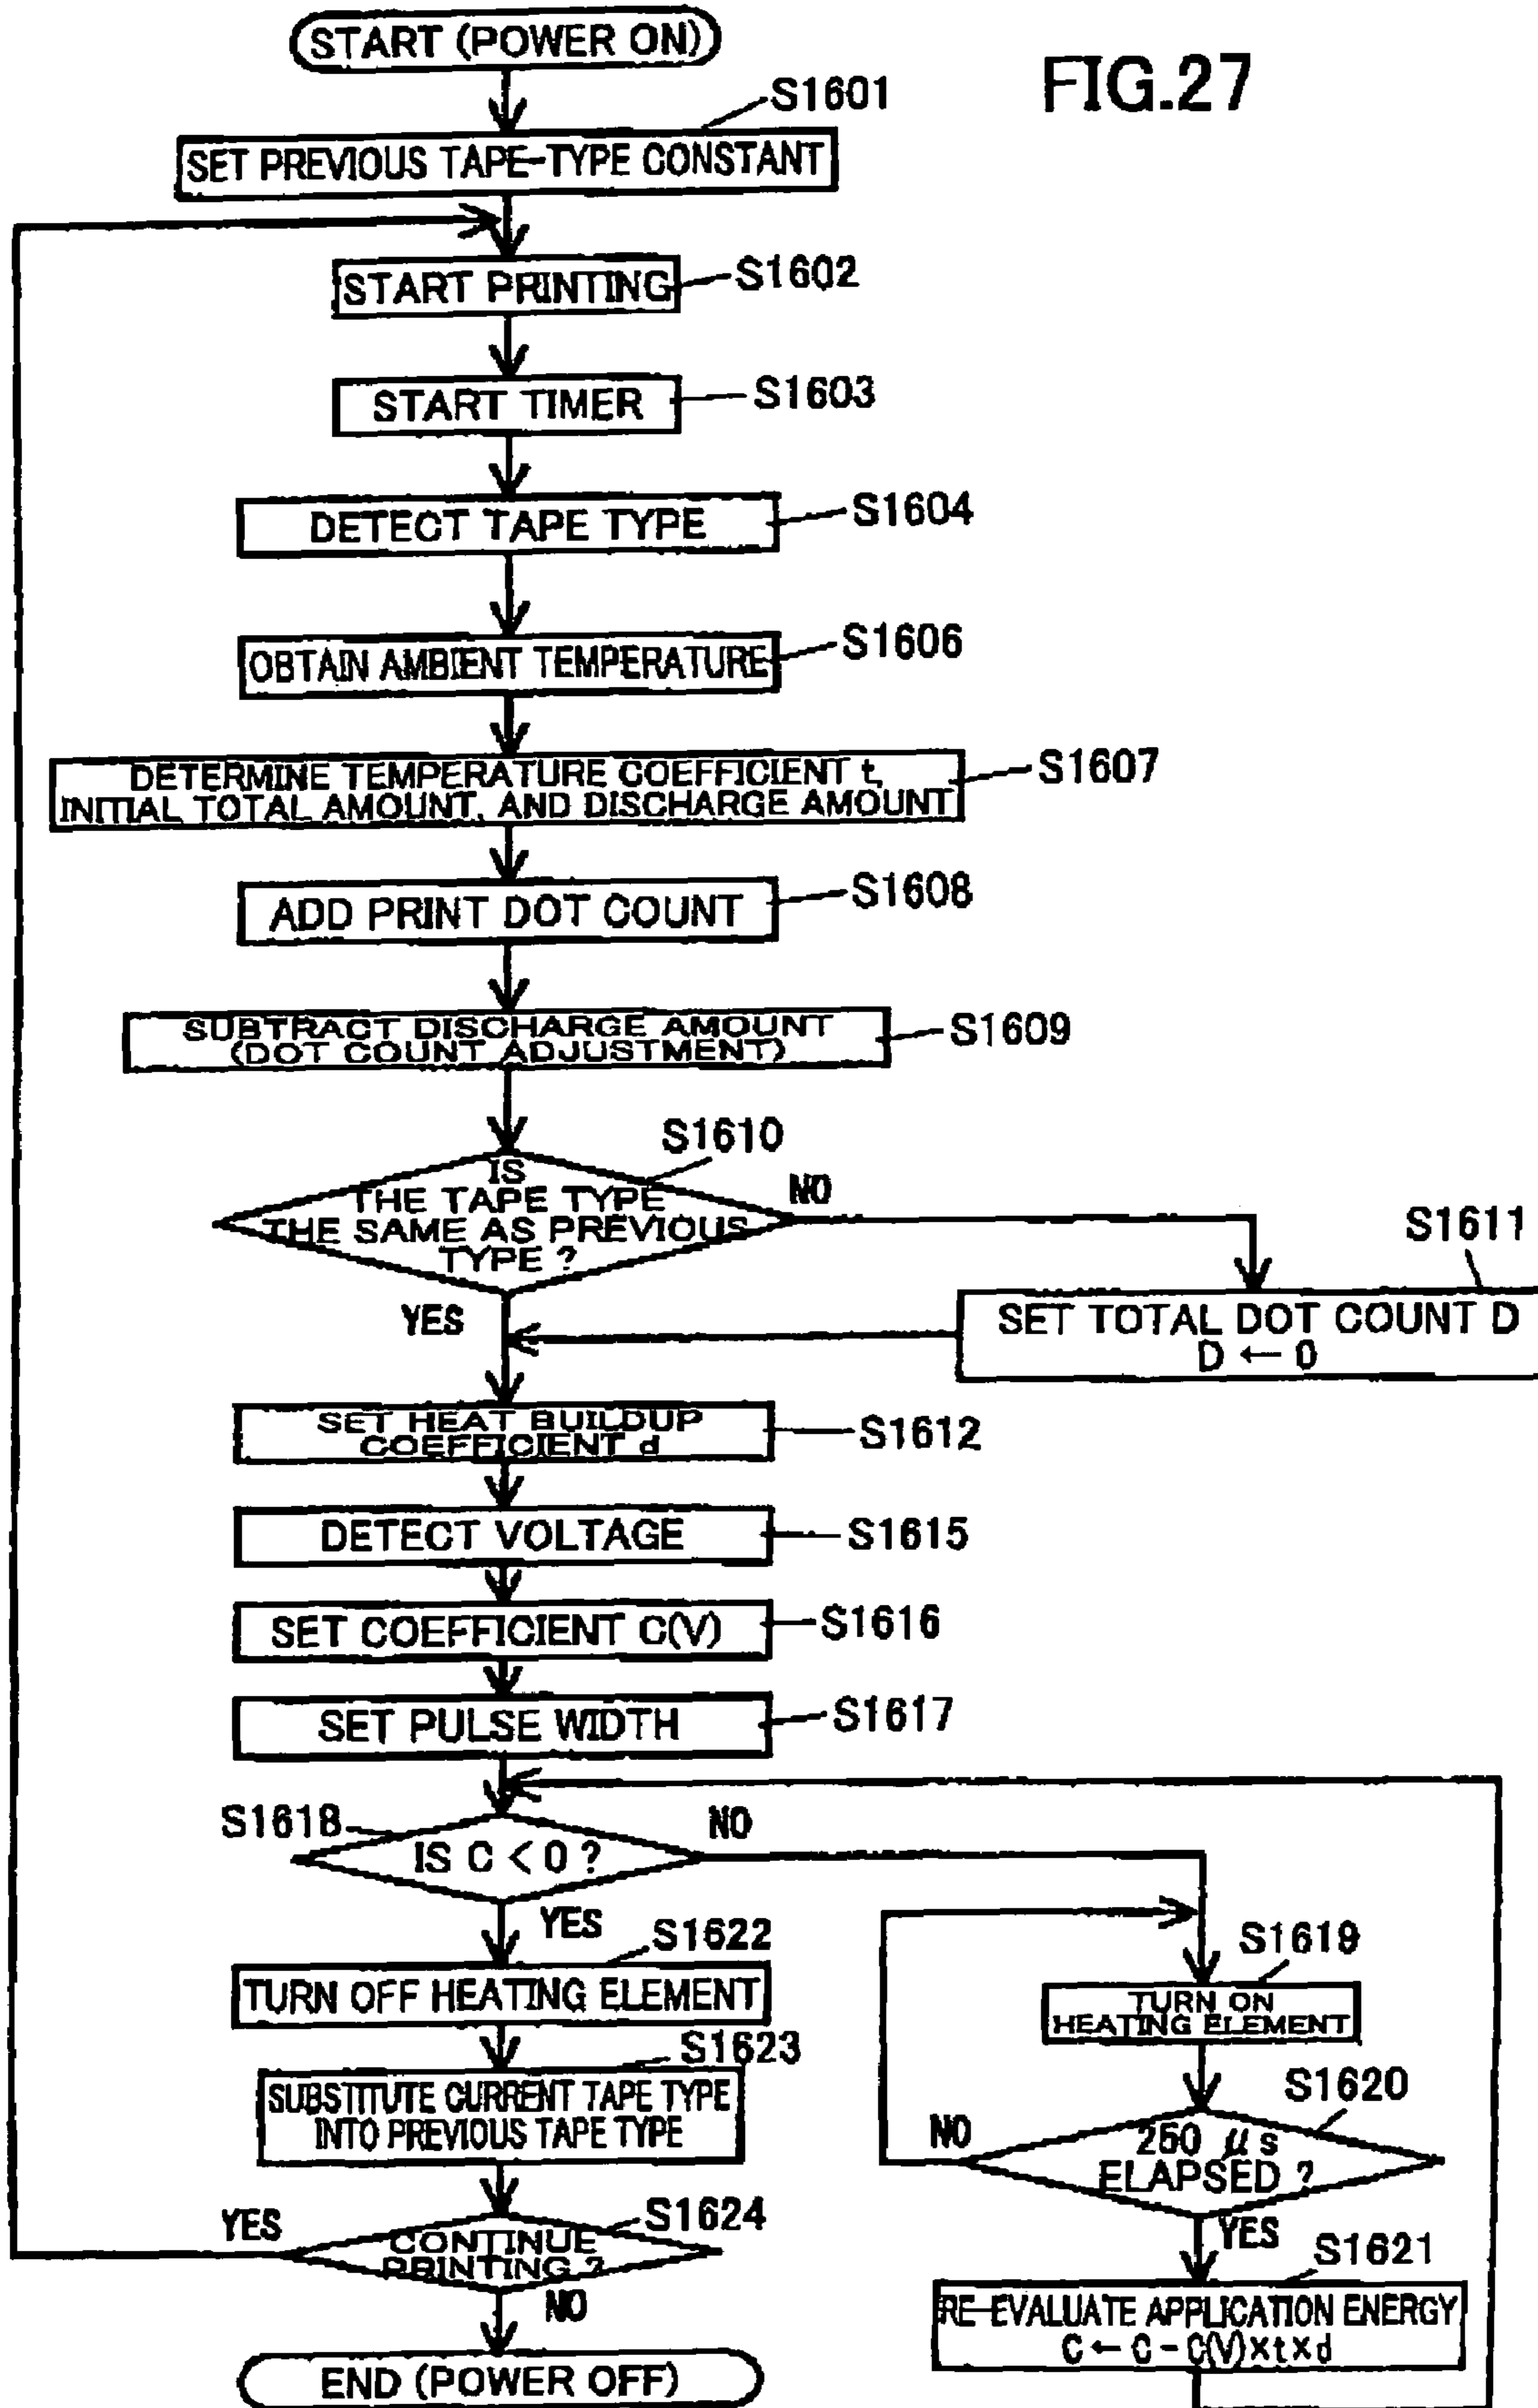 START (POWER ON)
FIG.27
S1601
SET PREVIOUS TAPE-TYPE CONSTANT
START PRINTING
S1602
START TIMER
S1603
DETECT TAPE TYPE
S1604
OBTAIN AMBIENT TEMPERATURE
S1606
DETERMINE TEMPERATURE COEFFICIENT t,
INITIAL TOTAL AMOUNT, AND DISCHARGE AMOUNT
S1607
ADD PRINT DOT COUNT
S1608
SUBTRACT DISCHARGE AMOUNT
(DOT COUNT ADJUSTMENT)
S1609
S1610
IS
THE TAPE TYPE
THE SAME AS PREVIOUS
TYPE ?
NO
YES
S1611
SET TOTAL DOT COUNT D
D ← 0
SET HEAT BUILDUP
COEFFICIENT d
S1612
DETECT VOLTAGE
S1615
SET COEFFICIENT C(V)
S1616
SET PULSE WIDTH
S1617
S1618
IS C < 0 ?
NO
YES
S1619
TURN ON
HEATING ELEMENT
S1620
250 μs
ELAPSED ?
NO
YES
S1621
RE-EVALUATE APPLICATION ENERGY
C ← C - C(V)×t×d
S1622
TURN OFF HEATING ELEMENT
S1623
SUBSTITUTE CURRENT TAPE TYPE
INTO PREVIOUS TAPE TYPE
S1624
CONTINUE
PRINTING ?
YES
NO
END (POWER OFF)